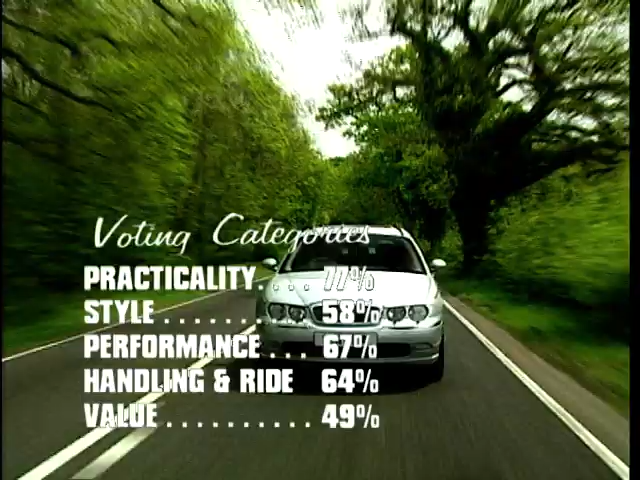 Voting Categories
PRACTICALITY.... 77%
STYLE.......... 58%
PERFORMANCE... 67%
HANDLING & RIDE 64%
VALUE.......... 49%